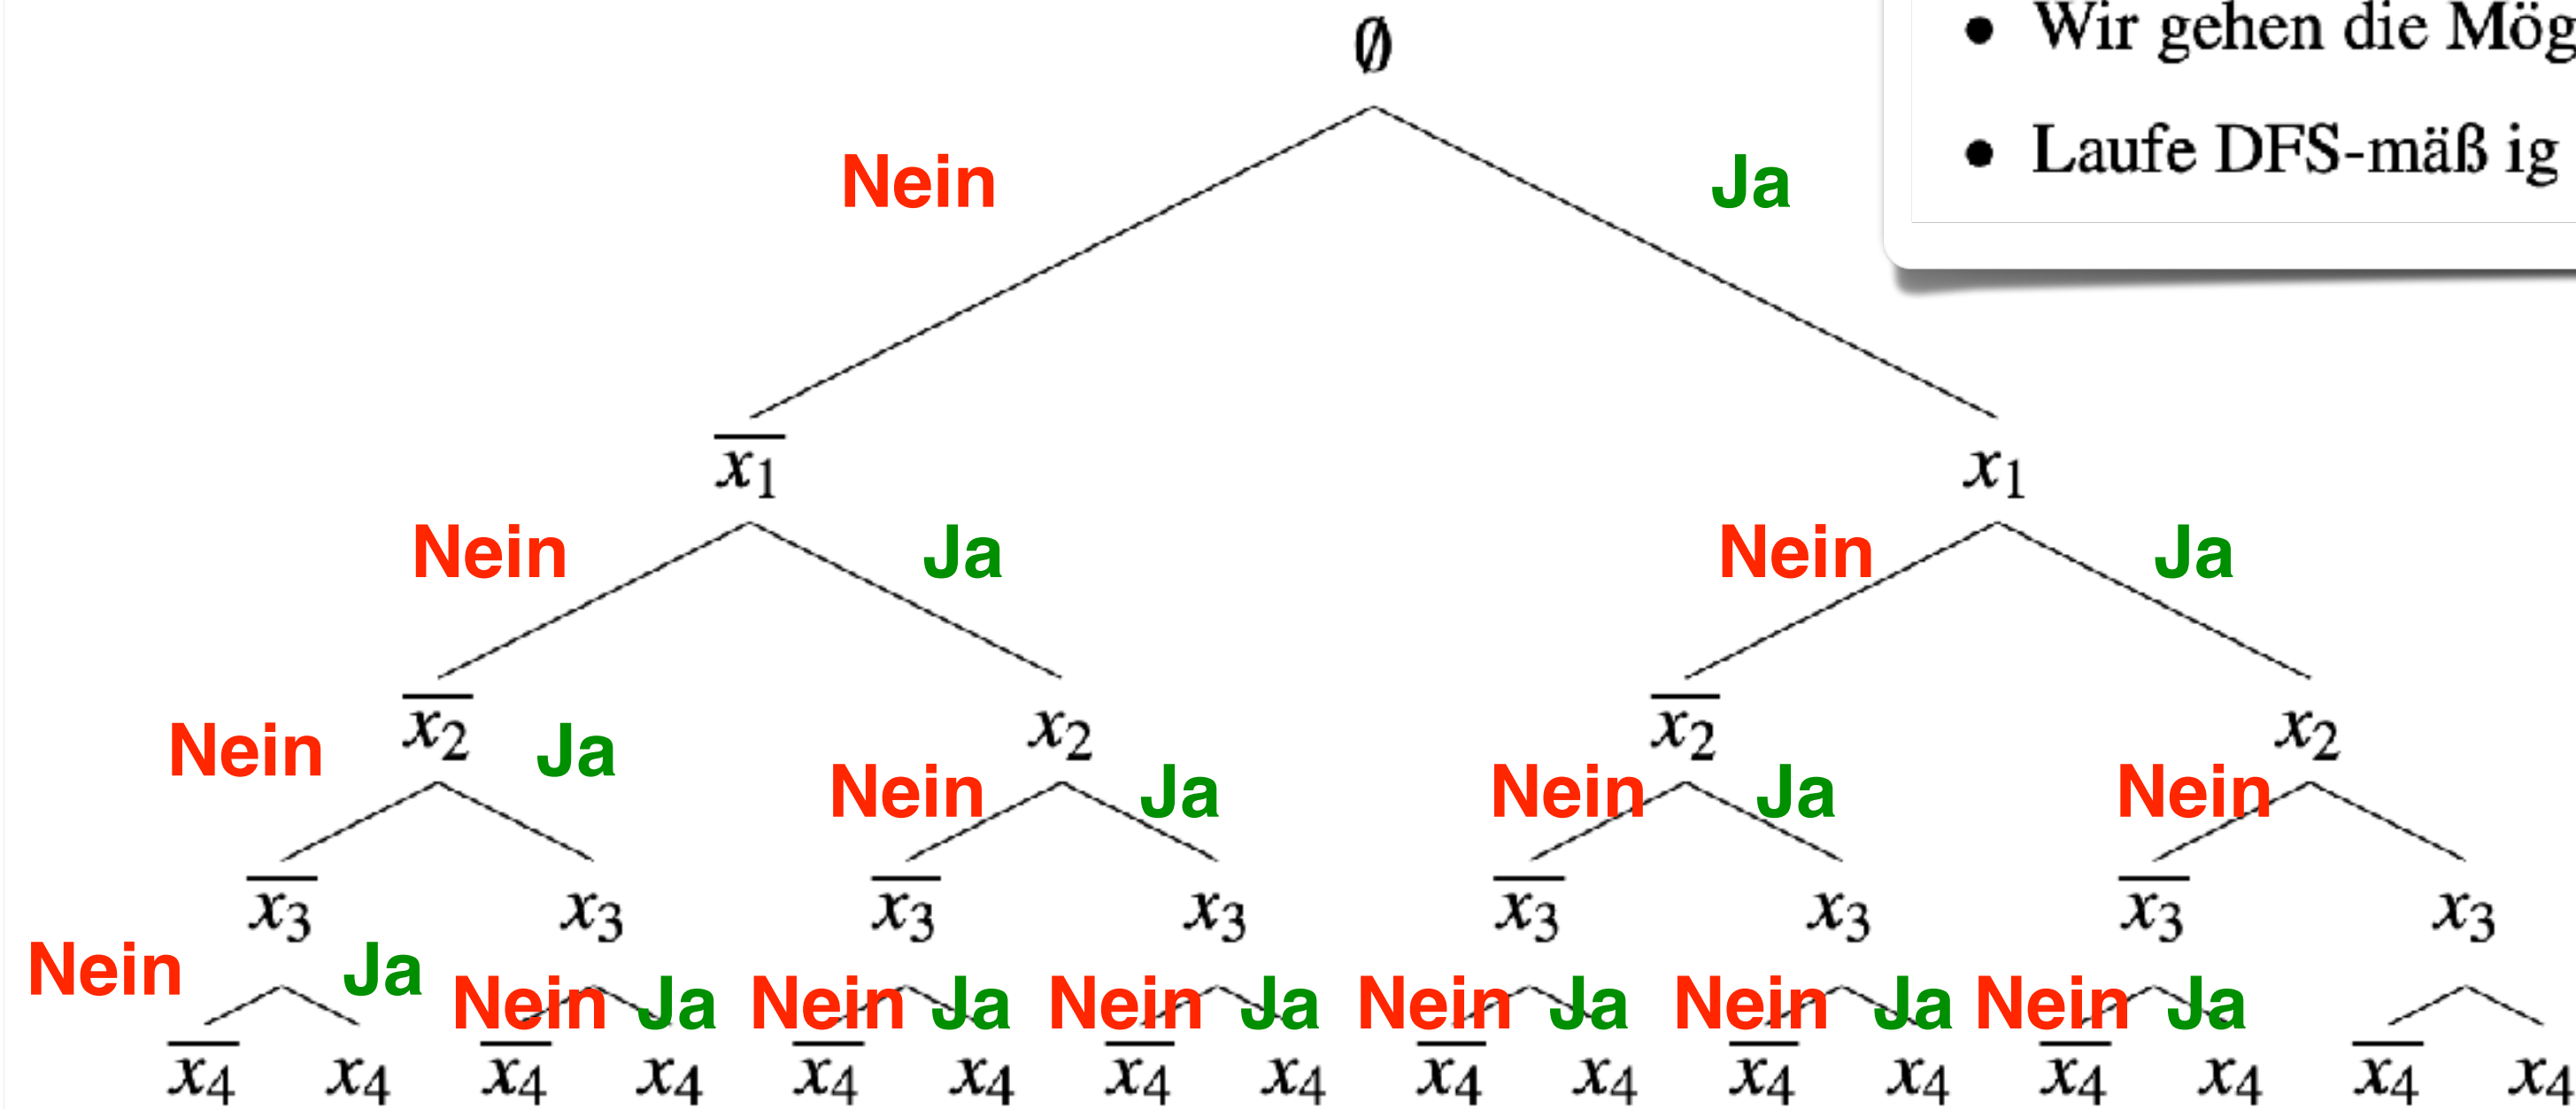 ∅
• Wir gehen die Mög
• Laufe DFS-mäß ig
Nein Ja
x̅₁ x₁
Nein Ja Nein Ja
x̅₂ x₂ x̅₂ x₂
Nein Ja Nein Ja Nein Ja Nein
x̅₃ x₃ x̅₃ x₃ x̅₃ x₃ x̅₃ x₃
Nein Ja Nein Ja Nein Ja Nein Ja Nein Ja Nein Ja Nein Ja
x̅₄ x₄ x̅₄ x₄ x̅₄ x₄ x̅₄ x₄ x̅₄ x₄ x̅₄ x₄ x̅₄ x₄ x̅₄ x₄